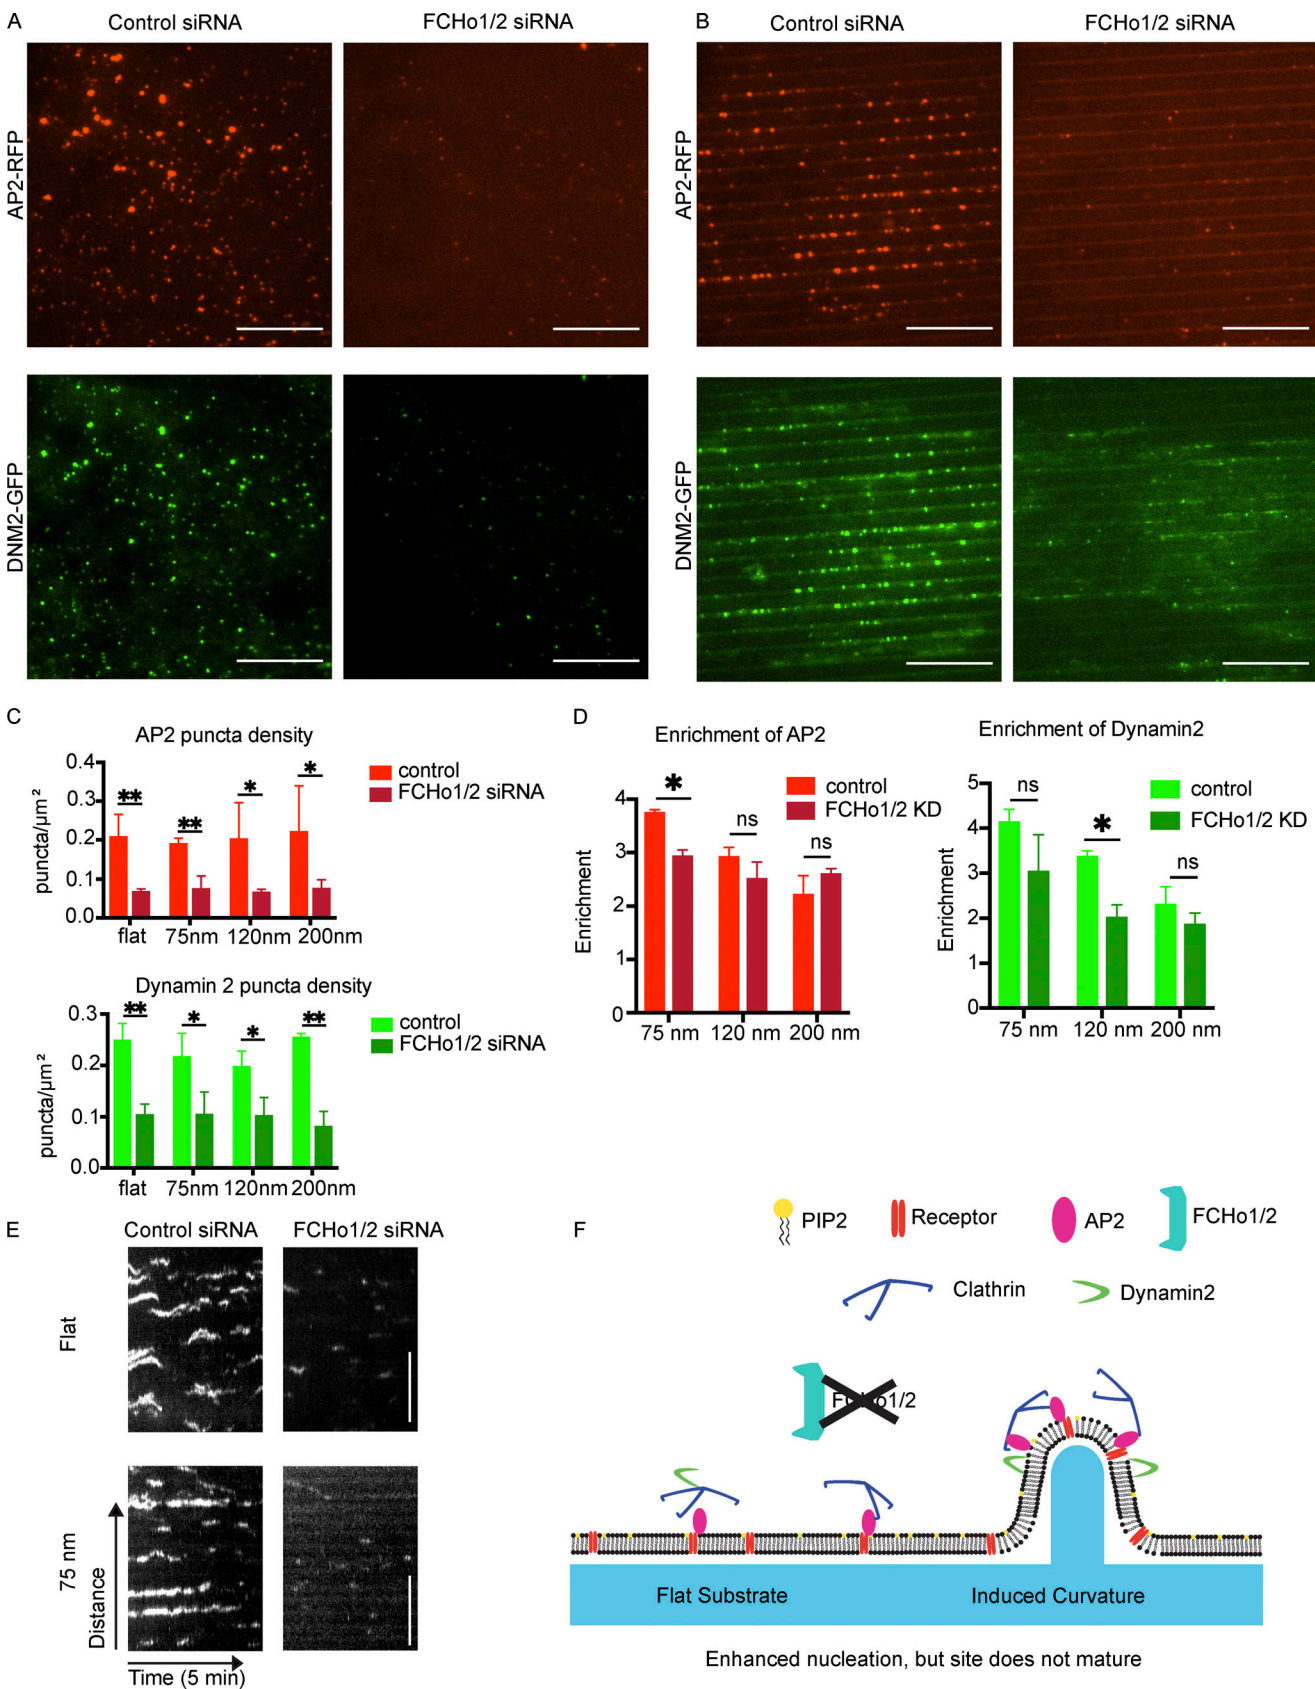 A
Control siRNA
FCHo1/2 siRNA
AP2-RFP
DNM2-GFP
B
Control siRNA
FCHo1/2 siRNA
AP2-RFP
DNM2-GFP
C
AP2 puncta density
puncta/µm²
0.4
0.3
0.2
0.1
0.0
** ** * *
flat 75nm 120nm 200nm
control
FCHo1/2 siRNA
Dynamin 2 puncta density
puncta/µm²
0.3
0.2
0.1
0.0
** * * **
flat 75nm 120nm 200nm
control
FCHo1/2 siRNA
D
Enrichment of AP2
Enrichment
4
3
2
1
0
* ns ns
75 nm 120 nm 200 nm
control
FCHo1/2 KD
Enrichment of Dynamin2
Enrichment
5
4
3
2
1
0
ns * ns
75 nm 120 nm 200 nm
control
FCHo1/2 KD
E
Control siRNA
FCHo1/2 siRNA
Flat
75 nm
Distance
Time (5 min)
F
PIP2
Receptor
AP2
FCHo1/2
Clathrin
Dynamin2
FCHo1/2
Flat Substrate
Induced Curvature
Enhanced nucleation, but site does not mature